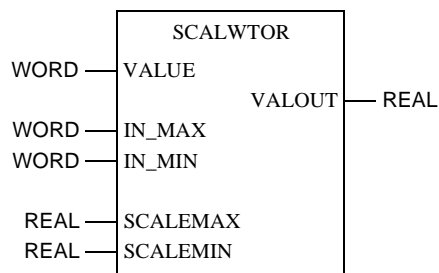 SCALWTOR
WORD VALUE
VALOUT REAL
WORD IN_MAX
WORD IN_MIN
REAL SCALEMAX
REAL SCALEMIN